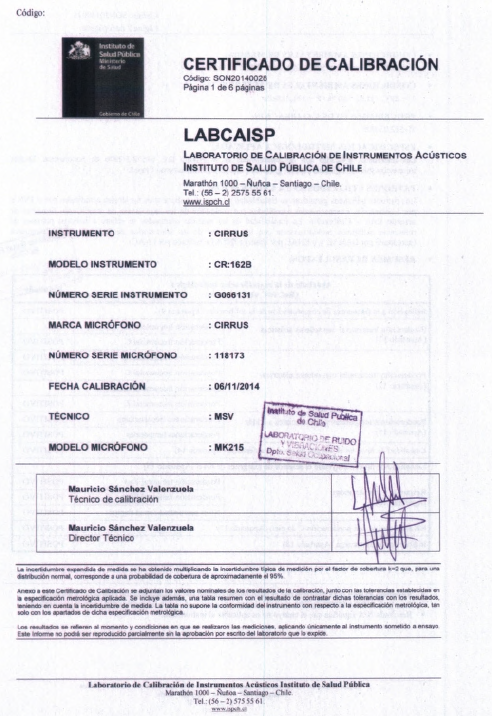 Código:
Instituto de
Salud Pública
Ministerio
de Salud
Gobierno de Chile
CERTIFICADO DE CALIBRACIÓN
Código: SON20140026
Página 1 de 6 páginas
LABCAISP
LABORATORIO DE CALIBRACIÓN DE INSTRUMENTOS ACÚSTICOS
INSTITUTO DE SALUD PÚBLICA DE CHILE
Marathón 1000 – Ñuñoa – Santiago – Chile.
Tel.: (56 – 2) 575 55 61.
www.ispch.cl
INSTRUMENTO : CIRRUS
MODELO INSTRUMENTO : CR:162B
NÚMERO SERIE INSTRUMENTO : G066131
MARCA MICRÓFONO : CIRRUS
NÚMERO SERIE MICRÓFONO : 118173
FECHA CALIBRACIÓN : 06/11/2014
TÉCNICO : MSV
MODELO MICRÓFONO : MK215
Instituto de Salud Pública
de Chile
LABORATORIO DE RUIDO
Y VIBRACIONES
Dpto. Salud Ocupacional
Mauricio Sánchez Valenzuela
Técnico de calibración
Mauricio Sánchez Valenzuela
Director Técnico
La incertidumbre expandida de medida se ha obtenido multiplicando la incertidumbre típica de medición por el factor de cobertura k=2 que, para una
distribución normal, corresponde a una probabilidad de cobertura de aproximadamente el 95%.
Anexo a este Certificado de Calibración se adjuntan los valores nominales de los resultados de la calibración, junto con las tolerancias establecidas en
la especificación metrológica aplicada. Se incluye además, una tabla resumen con el resultado de contrastar dichas tolerancias con los resultados,
teniendo en cuenta la incertidumbre de medida. La tabla no supone la conformidad del instrumento con respecto a la especificación metrológica, tan
solo con los apartados de dicha especificación metrológica.
Los resultados se refieren al momento y condiciones en que se realizaron las mediciones, aplicando únicamente al instrumento sometido a ensayo.
Este informe no podrá ser reproducido parcialmente sin la aprobación por escrito del laboratorio que lo expide.
Laboratorio de Calibración de Instrumentos Acústicos Instituto de Salud Pública
Marathón 1000 – Ñuñoa – Santiago – Chile.
Tel.: (56 – 2) 575 55 61.
www.ispch.cl